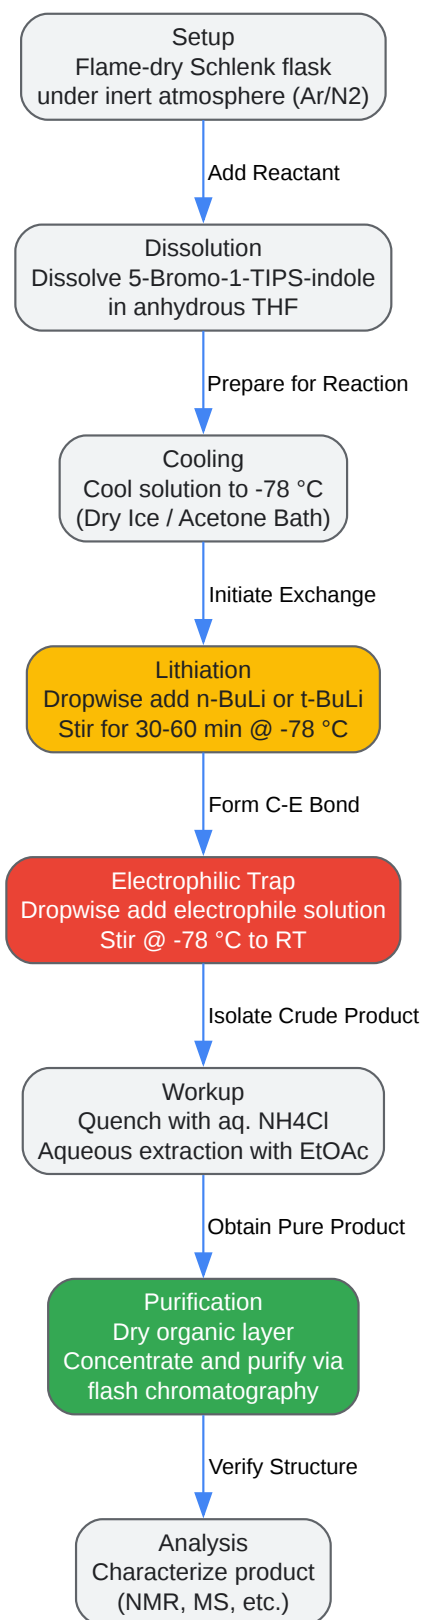 Setup
Flame-dry Schlenk flask
under inert atmosphere (Ar/N2)
Add Reactant
Dissolution
Dissolve 5-Bromo-1-TIPS-indole
in anhydrous THF
Prepare for Reaction
Cooling
Cool solution to -78 °C
(Dry Ice / Acetone Bath)
Initiate Exchange
Lithiation
Dropwise add n-BuLi or t-BuLi
Stir for 30-60 min @ -78 °C
Form C-E Bond
Electrophilic Trap
Dropwise add electrophile solution
Stir @ -78 °C to RT
Isolate Crude Product
Workup
Quench with aq. NH4Cl
Aqueous extraction with EtOAc
Obtain Pure Product
Purification
Dry organic layer
Concentrate and purify via
flash chromatography
Verify Structure
Analysis
Characterize product
(NMR, MS, etc.)